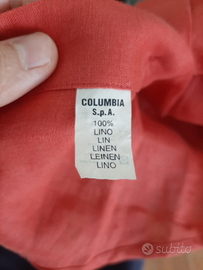 COLUMBIA
S.p.A.
100%
LINO
LIN
LINEN
LEINEN
LINO
subito